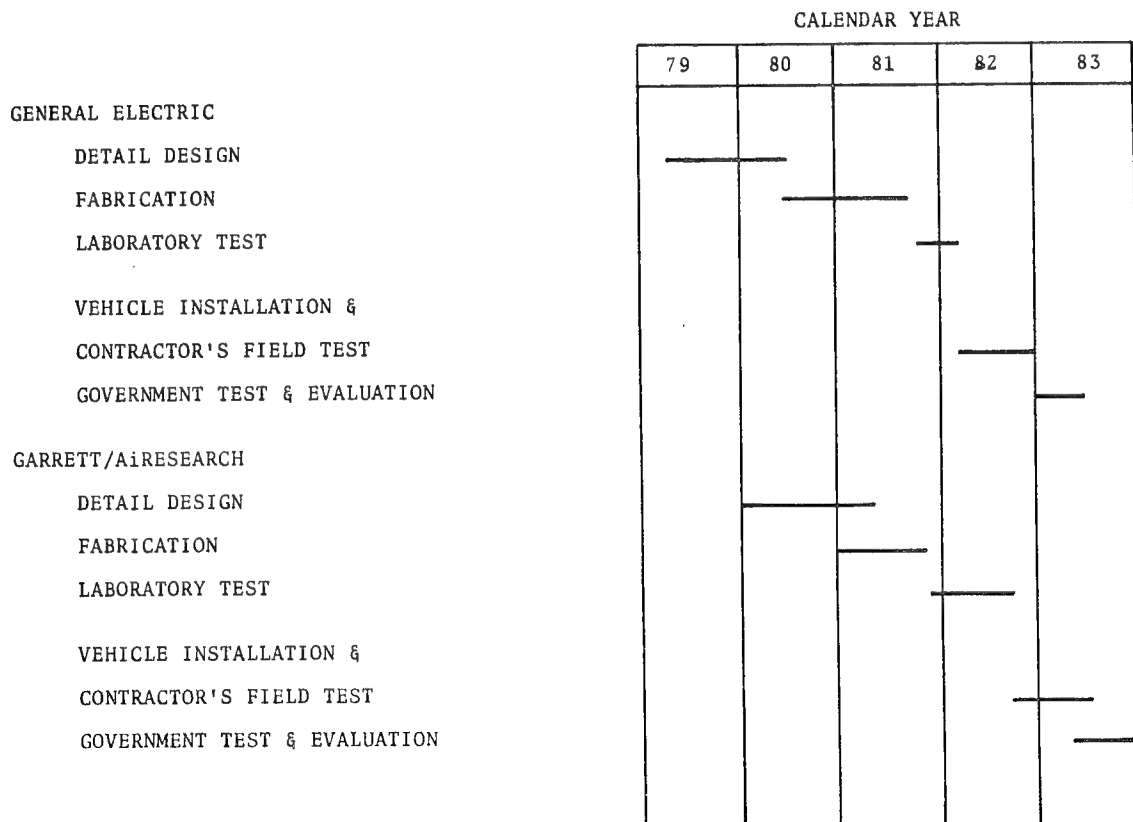 CALENDAR YEAR
79 80 81 82 83
GENERAL ELECTRIC
DETAIL DESIGN
FABRICATION
LABORATORY TEST
VEHICLE INSTALLATION &
CONTRACTOR'S FIELD TEST
GOVERNMENT TEST & EVALUATION
GARRETT/AiRESEARCH
DETAIL DESIGN
FABRICATION
LABORATORY TEST
VEHICLE INSTALLATION &
CONTRACTOR'S FIELD TEST
GOVERNMENT TEST & EVALUATION